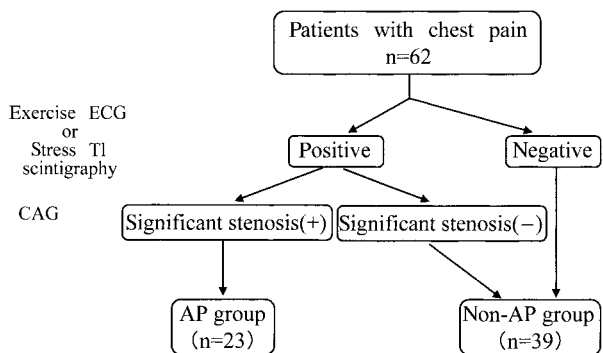 Patients with chest pain
n=62
Exercise ECG
or
Stress Tl
scintigraphy
Positive
Negative
CAG
Significant stenosis(+)
Significant stenosis(−)
AP group
(n=23)
Non-AP group
(n=39)